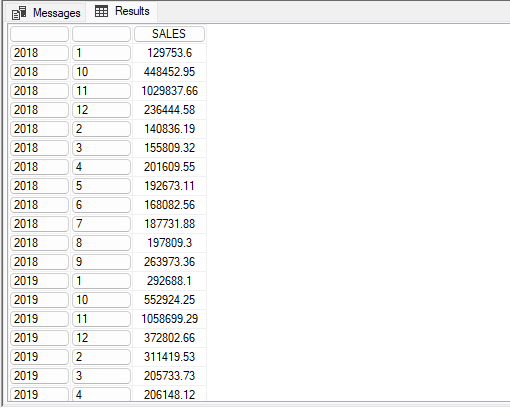 Messages Results
SALES
2018 1 129753.6
2018 10 448452.95
2018 11 1029837.66
2018 12 236444.58
2018 2 140836.19
2018 3 155809.32
2018 4 201609.55
2018 5 192673.11
2018 6 168082.56
2018 7 187731.88
2018 8 197809.3
2018 9 263973.36
2019 1 292688.1
2019 10 552924.25
2019 11 1058699.29
2019 12 372802.66
2019 2 311419.53
2019 3 205733.73
2019 4 206148.12